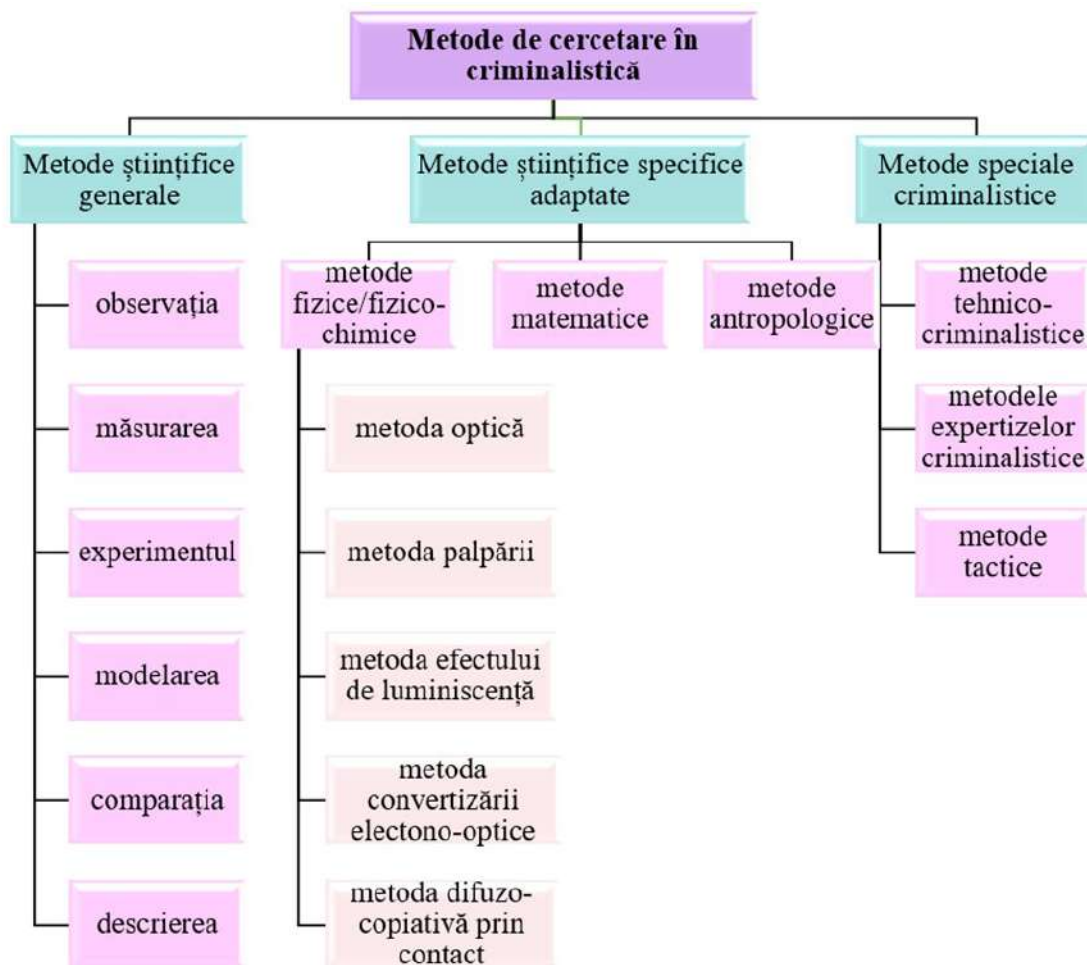 Metode de cercetare în
criminalistică
Metode științifice
generale
observația
măsurarea
experimentul
modelarea
comparația
descrierea
Metode științifice specifice
adaptate
metode
fizice/fizico-
chimice
metoda optică
metoda palpării
metoda efectului
de luminiscență
metoda
convertizării
electono-optice
metoda difuzo-
copiativă prin
contact
metode
matematice
metode
antropologice
Metode speciale
criminalistice
metode
tehnico-
criminalistice
metodele
expertizelor
criminalistice
metode
tactice